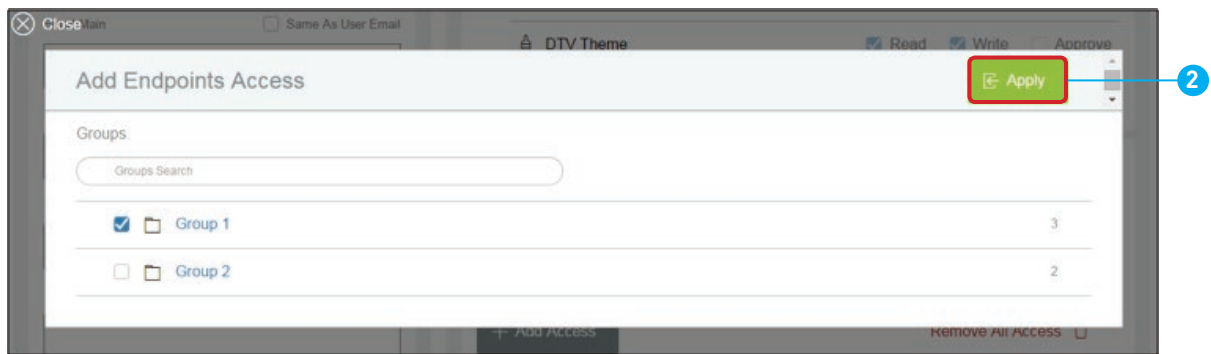 Close Main Same As User Email
DTV Theme Read Write Approve
Add Endpoints Access Apply 2
Groups
Groups Search
Group 1 3
Group 2 2
+ Add Access Remove All Access